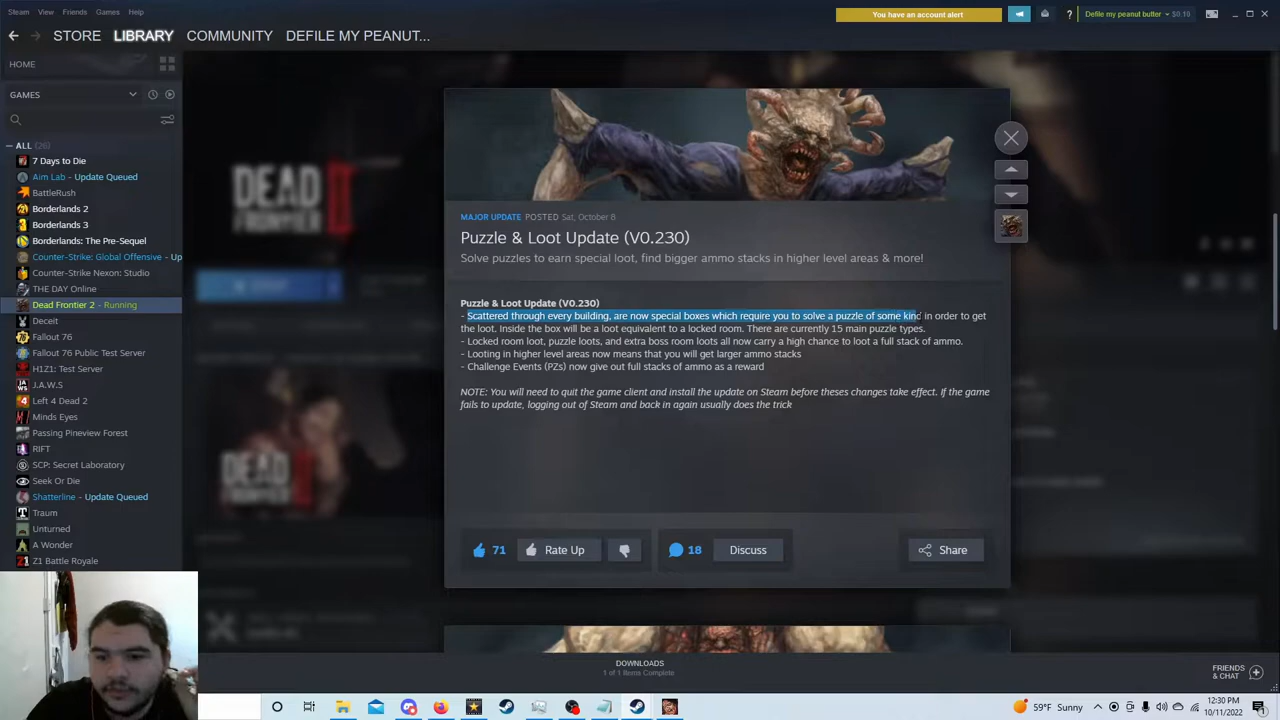 Steam View Friends Games Help
You have an account alert
? Defile my peanut butter $0.18
STORE LIBRARY COMMUNITY DEFILE MY PEANUT...
HOME
GAMES
ALL (26)
7 Days to Die
Aim Lab - Update Queued
BattleRush
Borderlands 2
Borderlands 3
Borderlands: The Pre-Sequel
Counter-Strike: Global Offensive - Up
Counter-Strike Nexon: Studio
THE DAY Online
Dead Frontier 2 - Running
Deceit
Fallout 76
Fallout 76 Public Test Server
H1Z1: Test Server
J.A.W.S
Left 4 Dead 2
Minds Eyes
Passing Pineview Forest
RIFT
SCP: Secret Laboratory
Seek Or Die
Shatterline - Update Queued
Traum
Unturned
A Wonder
Z1 Battle Royale
MAJOR UPDATE POSTED Sat, October 8
Puzzle & Loot Update (V0.230)
Solve puzzles to earn special loot, find bigger ammo stacks in higher level areas & more!
Puzzle & Loot Update (V0.230)
- Scattered through every building, are now special boxes which require you to solve a puzzle of some kind in order to get
the loot. Inside the box will be a loot equivalent to a locked room. There are currently 15 main puzzle types.
- Locked room loot, puzzle loots, and extra boss room loots all now carry a high chance to loot a full stack of ammo.
- Looting in higher level areas now means that you will get larger ammo stacks
- Challenge Events (PZs) now give out full stacks of ammo as a reward
NOTE: You will need to quit the game client and install the update on Steam before theses changes take effect. If the game
fails to update, logging out of Steam and back in again usually does the trick
71 Rate Up 18 Discuss Share
DOWNLOADS
1 of 1 Items Complete
FRIENDS
& CHAT
59°F Sunny
12:30 PM
10/11/2022